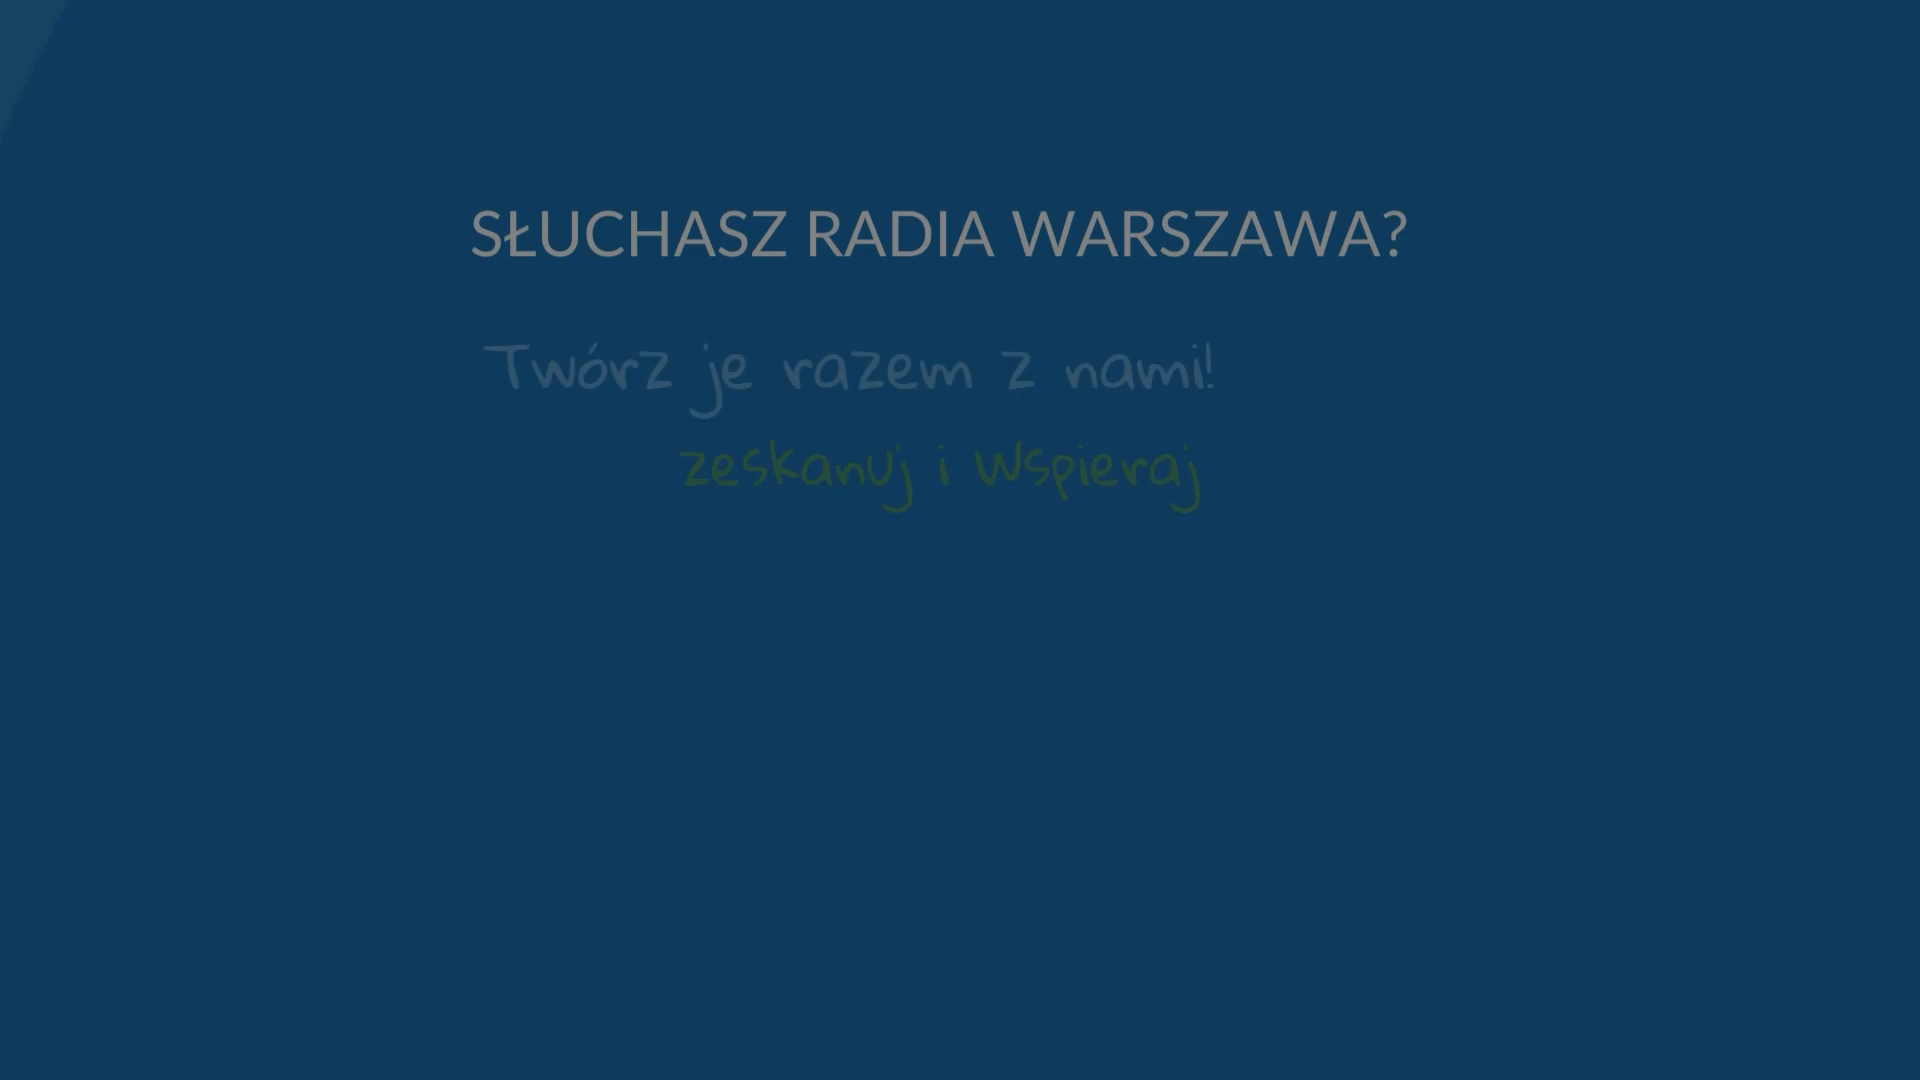 SŁUCHASZ RADIA WARSZAWA?
Twórz je razem z nami!
zeskanuj i wspieraj